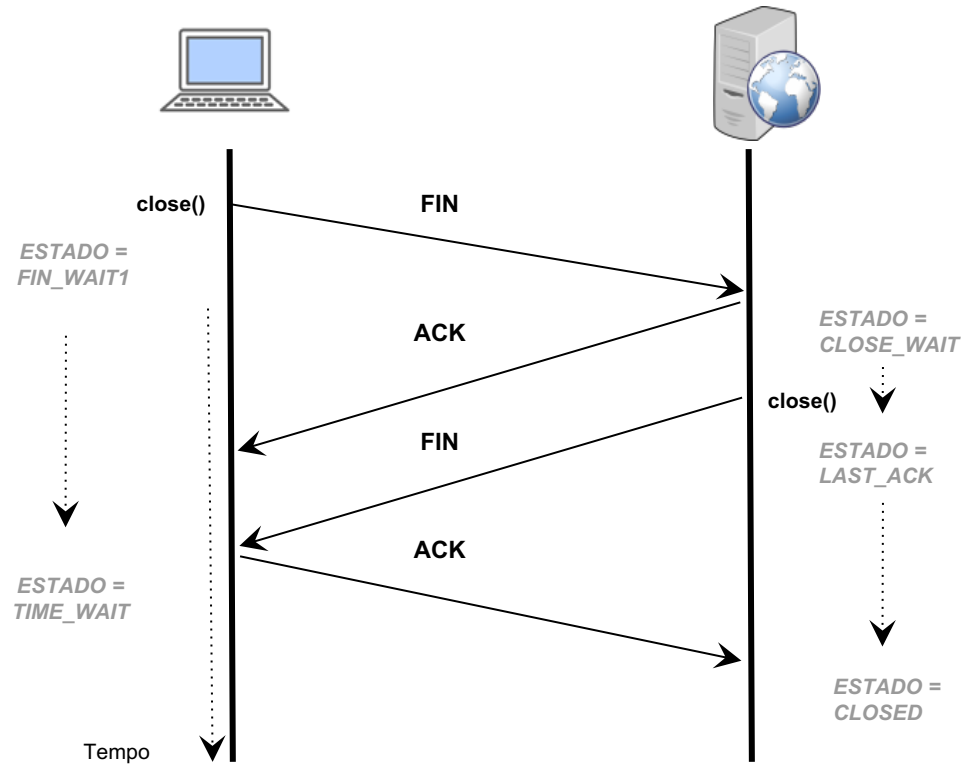 close()
FIN
ESTADO =
FIN_WAIT1
ACK
ESTADO =
CLOSE_WAIT
close()
FIN
ESTADO =
LAST_ACK
ACK
ESTADO =
TIME_WAIT
ESTADO =
CLOSED
Tempo